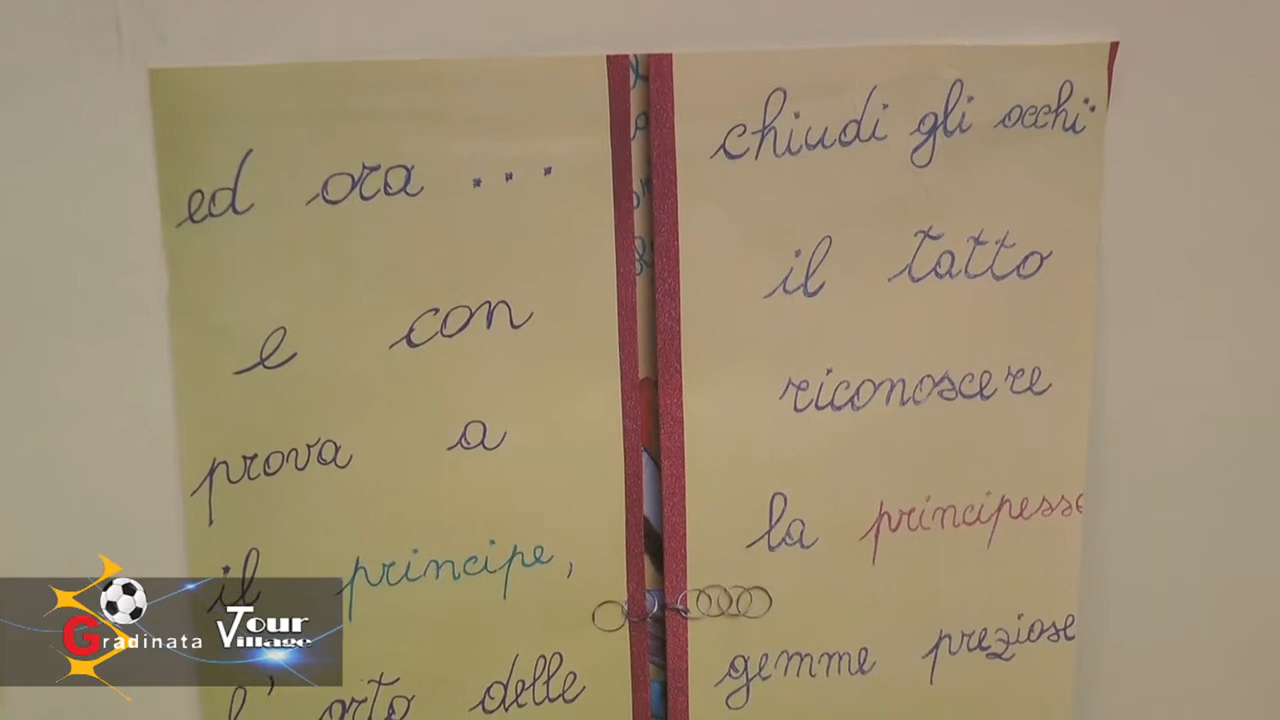 ed ora ... chiudi gli occhi..
e con il tatto
prova a riconoscere
il principe, la principessa
l'orto delle gemme preziose
Gradinata
Tour
Village